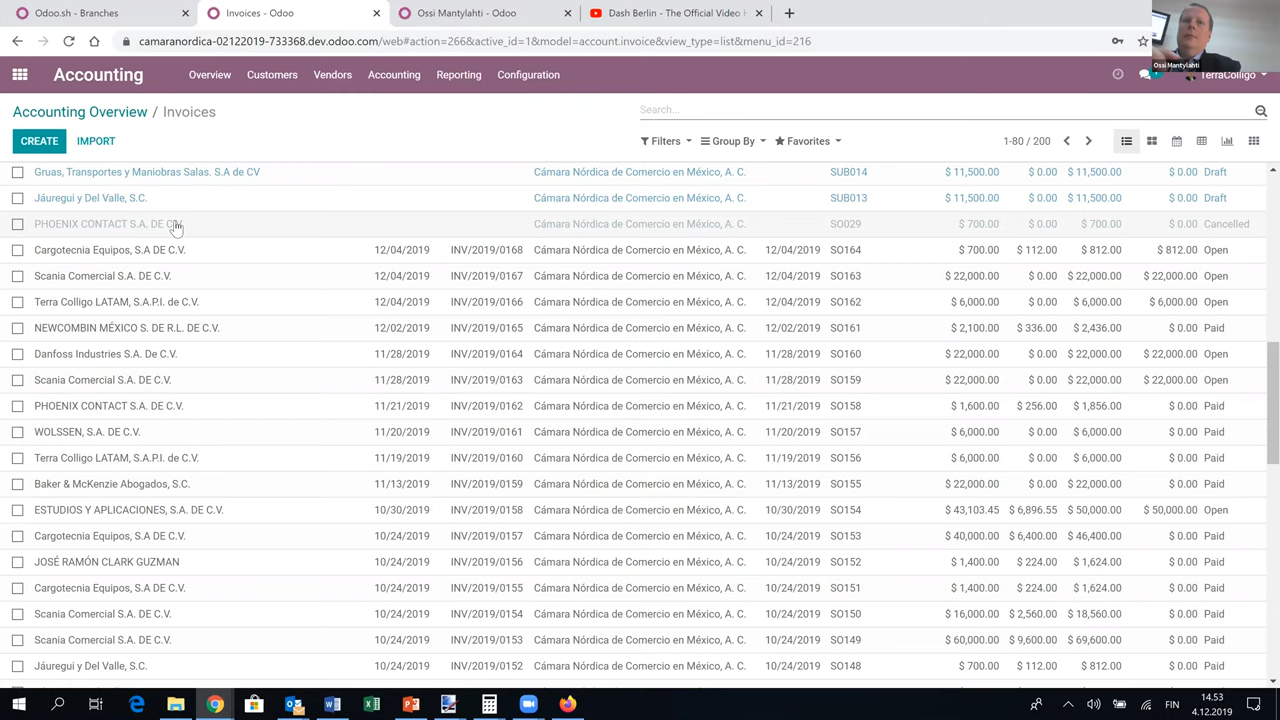 Odoo.sh - Branches
Invoices - Odoo
Ossi Mantylahti - Odoo
Dash Berlin - The Official Video
camaranordica-02122019-733368.dev.odoo.com/web#action=266&active_id=1&model=account.invoice&view_type=list&menu_id=216
Ossi Mantylahti
Accounting
Overview Customers Vendors Accounting Reporting Configuration
TerraColligo
Accounting Overview / Invoices
Search...
CREATE IMPORT
Filters Group By Favorites
1-80 / 200
Gruas, Transportes y Maniobras Salas. S.A de CV Cámara Nórdica de Comercio en México, A. C. SUB014 $ 11,500.00 $ 0.00 $ 11,500.00 $ 0.00 Draft
Jáuregui y Del Valle, S.C. Cámara Nórdica de Comercio en México, A. C. SUB013 $ 11,500.00 $ 0.00 $ 11,500.00 $ 0.00 Draft
PHOENIX CONTACT S.A. DE C.V. Cámara Nórdica de Comercio en México, A. C. SO029 $ 700.00 $ 0.00 $ 700.00 $ 0.00 Cancelled
Cargotecnia Equipos, S.A DE C.V. 12/04/2019 INV/2019/0168 Cámara Nórdica de Comercio en México, A. C. 12/04/2019 SO164 $ 700.00 $ 112.00 $ 812.00 $ 812.00 Open
Scania Comercial S.A. DE C.V. 12/04/2019 INV/2019/0167 Cámara Nórdica de Comercio en México, A. C. 12/04/2019 SO163 $ 22,000.00 $ 0.00 $ 22,000.00 $ 22,000.00 Open
Terra Colligo LATAM, S.A.P.I. de C.V. 12/04/2019 INV/2019/0166 Cámara Nórdica de Comercio en México, A. C. 12/04/2019 SO162 $ 6,000.00 $ 0.00 $ 6,000.00 $ 6,000.00 Open
NEWCOMBIN MÉXICO S. DE R.L. DE C.V. 12/02/2019 INV/2019/0165 Cámara Nórdica de Comercio en México, A. C. 12/02/2019 SO161 $ 2,100.00 $ 336.00 $ 2,436.00 $ 0.00 Paid
Danfoss Industries S.A. De C.V. 11/28/2019 INV/2019/0164 Cámara Nórdica de Comercio en México, A. C. 11/28/2019 SO160 $ 22,000.00 $ 0.00 $ 22,000.00 $ 22,000.00 Open
Scania Comercial S.A. DE C.V. 11/28/2019 INV/2019/0163 Cámara Nórdica de Comercio en México, A. C. 11/28/2019 SO159 $ 22,000.00 $ 0.00 $ 22,000.00 $ 22,000.00 Open
PHOENIX CONTACT S.A. DE C.V. 11/21/2019 INV/2019/0162 Cámara Nórdica de Comercio en México, A. C. 11/21/2019 SO158 $ 1,600.00 $ 256.00 $ 1,856.00 $ 0.00 Paid
WOLSSEN, S.A. DE C.V. 11/20/2019 INV/2019/0161 Cámara Nórdica de Comercio en México, A. C. 11/20/2019 SO157 $ 6,000.00 $ 0.00 $ 6,000.00 $ 0.00 Paid
Terra Colligo LATAM, S.A.P.I. de C.V. 11/19/2019 INV/2019/0160 Cámara Nórdica de Comercio en México, A. C. 11/19/2019 SO156 $ 6,000.00 $ 0.00 $ 6,000.00 $ 0.00 Paid
Baker & McKenzie Abogados, S.C. 11/13/2019 INV/2019/0159 Cámara Nórdica de Comercio en México, A. C. 11/13/2019 SO155 $ 22,000.00 $ 0.00 $ 22,000.00 $ 0.00 Paid
ESTUDIOS Y APLICACIONES, S.A. DE C.V. 10/30/2019 INV/2019/0158 Cámara Nórdica de Comercio en México, A. C. 10/30/2019 SO154 $ 43,103.45 $ 6,896.55 $ 50,000.00 $ 50,000.00 Open
Cargotecnia Equipos, S.A DE C.V. 10/24/2019 INV/2019/0157 Cámara Nórdica de Comercio en México, A. C. 10/24/2019 SO153 $ 40,000.00 $ 6,400.00 $ 46,400.00 $ 0.00 Paid
JOSÉ RAMÓN CLARK GUZMAN 10/24/2019 INV/2019/0156 Cámara Nórdica de Comercio en México, A. C. 10/24/2019 SO152 $ 1,400.00 $ 224.00 $ 1,624.00 $ 0.00 Paid
Cargotecnia Equipos, S.A DE C.V. 10/24/2019 INV/2019/0155 Cámara Nórdica de Comercio en México, A. C. 10/24/2019 SO151 $ 1,400.00 $ 224.00 $ 1,624.00 $ 0.00 Paid
Scania Comercial S.A. DE C.V. 10/24/2019 INV/2019/0154 Cámara Nórdica de Comercio en México, A. C. 10/24/2019 SO150 $ 16,000.00 $ 2,560.00 $ 18,560.00 $ 0.00 Paid
Scania Comercial S.A. DE C.V. 10/24/2019 INV/2019/0153 Cámara Nórdica de Comercio en México, A. C. 10/24/2019 SO149 $ 60,000.00 $ 9,600.00 $ 69,600.00 $ 0.00 Paid
Jáuregui y Del Valle, S.C. 10/24/2019 INV/2019/0152 Cámara Nórdica de Comercio en México, A. C. 10/24/2019 SO148 $ 700.00 $ 112.00 $ 812.00 $ 0.00 Paid
FIN
14.53
4.12.2019